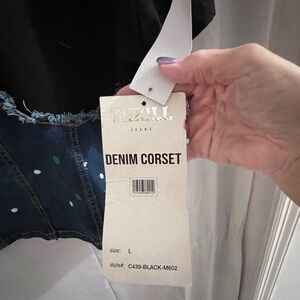 JEANS
DENIM CORSET
size: L
style#: C439-BLACK-M602